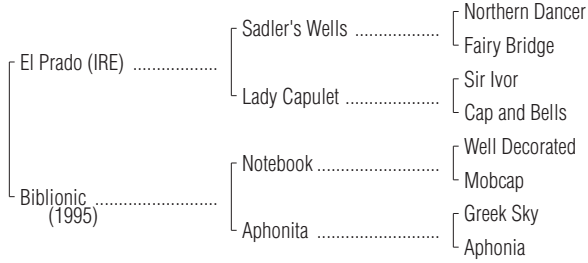 Northern Dancer
Sadler's Wells ..................
Fairy Bridge
El Prado (IRE) ..................
Sir Ivor
Lady Capulet ....................
Cap and Bells
Well Decorated
Notebook ..........................
Mobcap
Biblionic ..........................
(1995)
Greek Sky
Aphonita ..........................
Aphonia